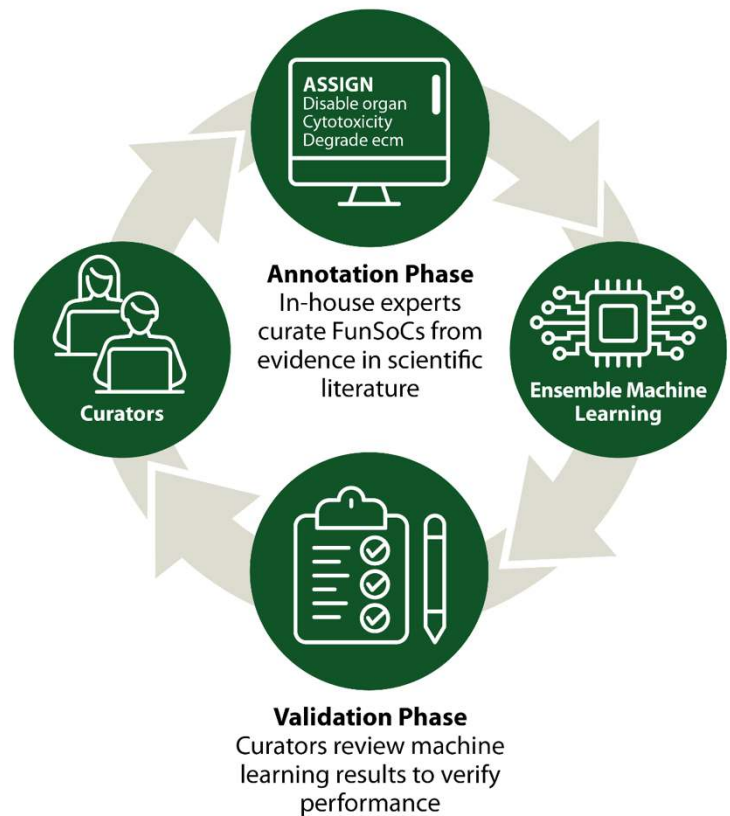 ASSIGN
Disable organ
Cytotoxicity
Degrade ecm
Annotation Phase
In-house experts
curate FunSoCs from
evidence in scientific
literature
Curators
Ensemble Machine
Learning
Validation Phase
Curators review machine
learning results to verify
performance